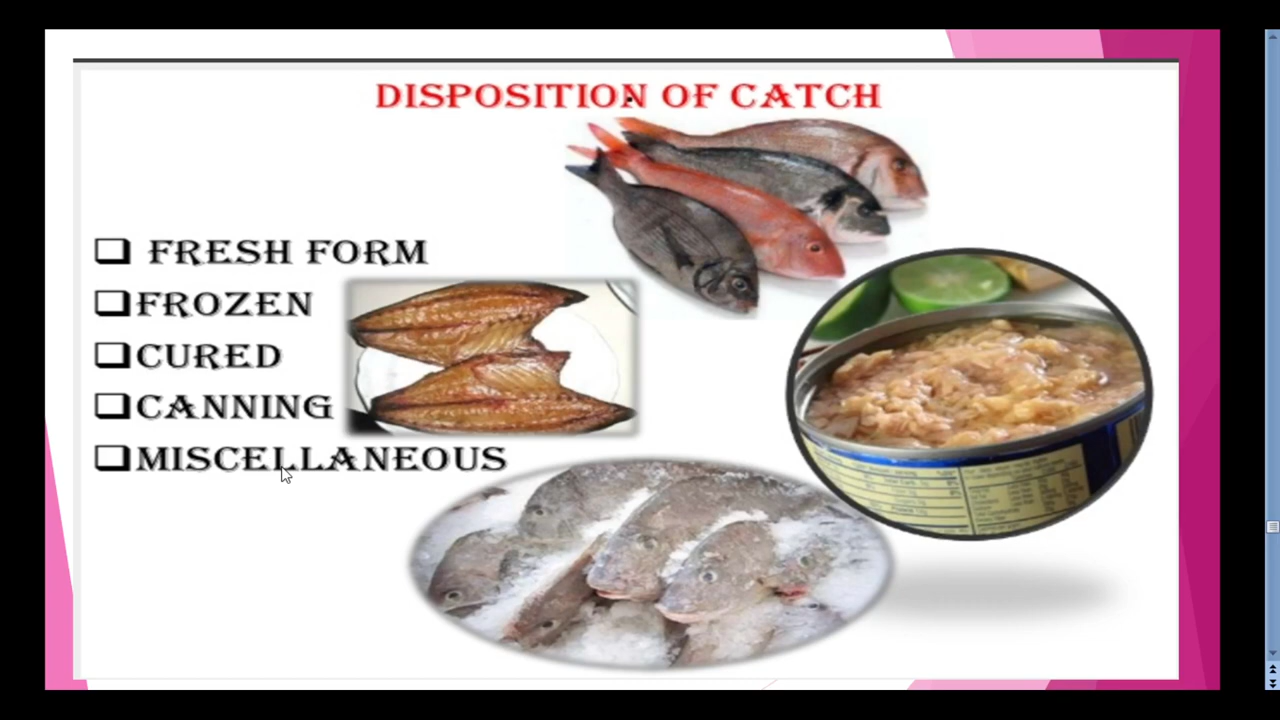 DISPOSITION OF CATCH
FRESH FORM
FROZEN
CURED
CANNING
MISCELLANEOUS